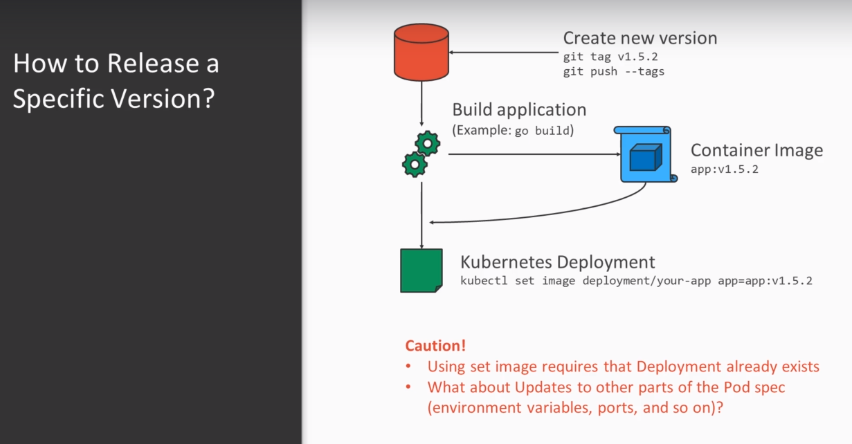 How to Release a
Specific Version?
Create new version
git tag v1.5.2
git push --tags
Build application
(Example: go build)
Container Image
app:v1.5.2
Kubernetes Deployment
kubectl set image deployment/your-app app=app:v1.5.2
Caution!
• Using set image requires that Deployment already exists
• What about Updates to other parts of the Pod spec
(environment variables, ports, and so on)?